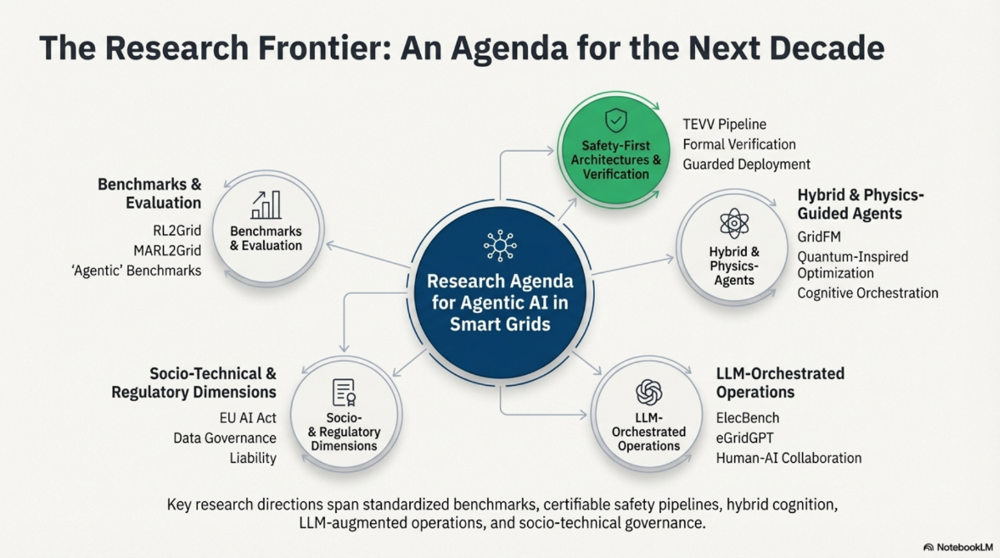 The Research Frontier: An Agenda for the Next Decade
Safety-First
Architectures &
Verification
TEVV Pipeline
Formal Verification
Guarded Deployment
Benchmarks &
Evaluation
RL2Grid
MARL2Grid
‘Agentic’ Benchmarks
Benchmarks
& Evaluation
Research Agenda
for Agentic AI in
Smart Grids
Hybrid &
Physics-
Agents
Hybrid & Physics-
Guided Agents
GridFM
Quantum-Inspired
Optimization
Cognitive Orchestration
Socio-Technical &
Regulatory Dimensions
EU AI Act
Data Governance
Liability
Socio-
& Regulatory
Dimensions
LLM-
Orchestrated
Operations
LLM-Orchestrated
Operations
ElecBench
eGridGPT
Human-AI Collaboration
Key research directions span standardized benchmarks, certifiable safety pipelines, hybrid cognition,
LLM-augmented operations, and socio-technical governance.
NotebookLM